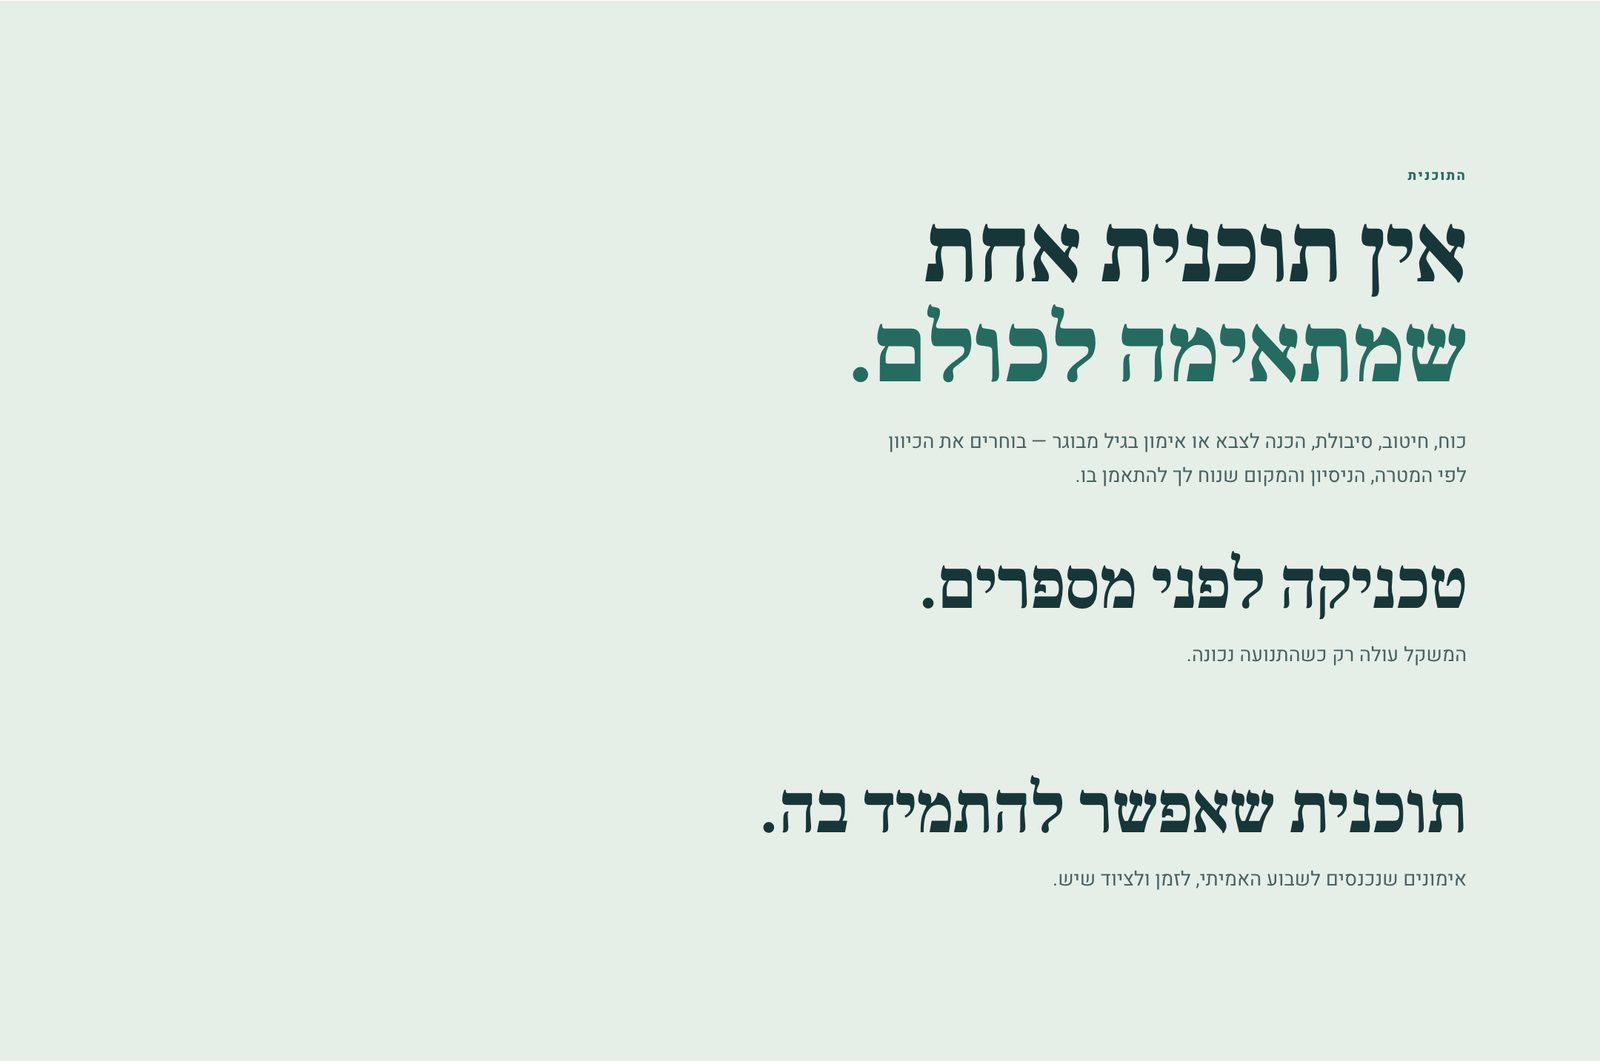 התוכנית
אין תוכנית אחת
שמתאימה לכולם.
כוח, חיטוב, סיבולת, הכנה לצבא או אימון בגיל מבוגר — בוחרים את הכיוון
לפי המטרה, הניסיון והמקום שנוח לך להתאמן בו.
טכניקה לפני מספרים.
המשקל עולה רק כשהתנועה נכונה.
תוכנית שאפשר להתמיד בה.
אימונים שנכנסים לשבוע האמיתי, לזמן ולציוד שיש.